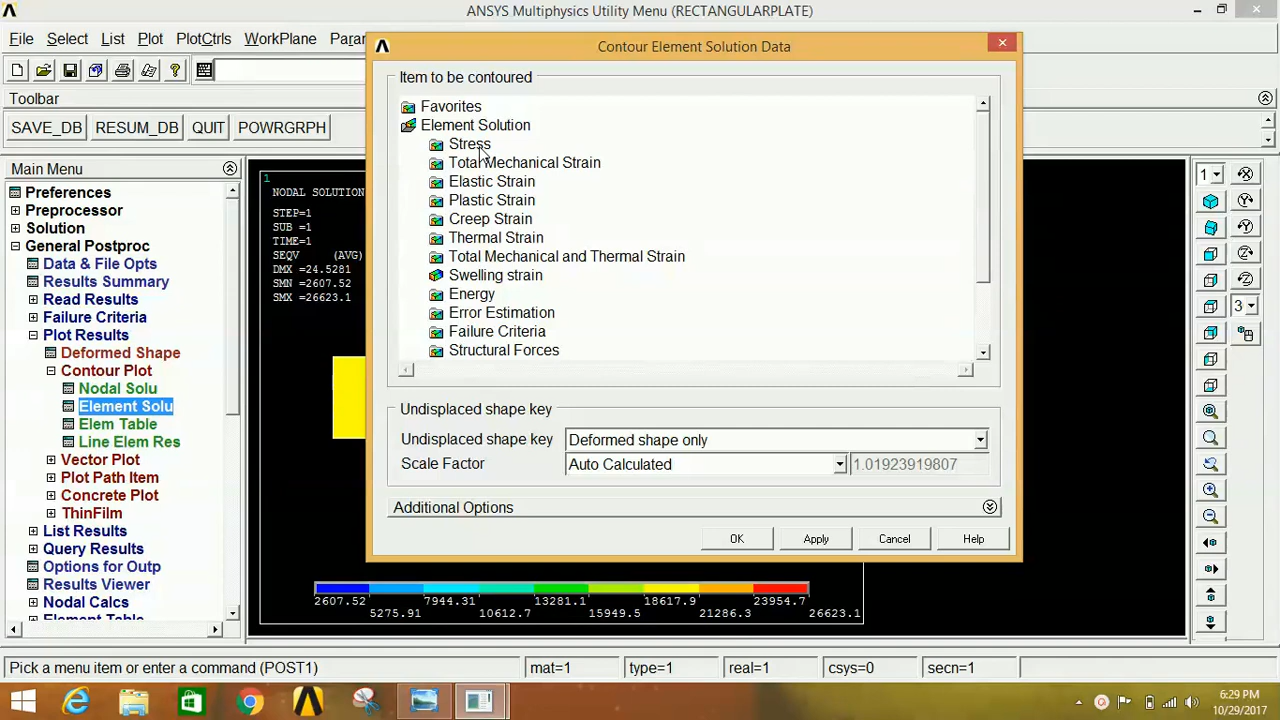 ANSYS Multiphysics Utility Menu (RECTANGULARPLATE)
File Select List Plot PlotCtrls WorkPlane Para
Contour Element Solution Data
Toolbar
SAVE_DB RESUM_DB QUIT POWRGRPH
Main Menu
Preferences
Preprocessor
Solution
General Postproc
Data & File Opts
Results Summary
Read Results
Failure Criteria
Plot Results
Deformed Shape
Contour Plot
Nodal Solu
Element Solu
Elem Table
Line Elem Res
Vector Plot
Plot Path Item
Concrete Plot
ThinFilm
List Results
Query Results
Options for Outp
Results Viewer
Nodal Calcs
Element Table
1
NODAL SOLUTION
STEP=1
SUB =1
TIME=1
SEQV (AVG)
DMX =24.5281
SMN =2607.52
SMX =26623.1
Item to be contoured
Favorites
Element Solution
Stress
Total Mechanical Strain
Elastic Strain
Plastic Strain
Creep Strain
Thermal Strain
Total Mechanical and Thermal Strain
Swelling strain
Energy
Error Estimation
Failure Criteria
Structural Forces
Undisplaced shape key
Undisplaced shape key Deformed shape only
Scale Factor Auto Calculated 1.01923919807
Additional Options
OK Apply Cancel Help
2607.52 7944.31 13281.1 18617.9 23954.7
5275.91 10612.7 15949.5 21286.3 26623.1
1
3
Pick a menu item or enter a command (POST1) mat=1 type=1 real=1 csys=0 secn=1
6:29 PM
10/29/2017